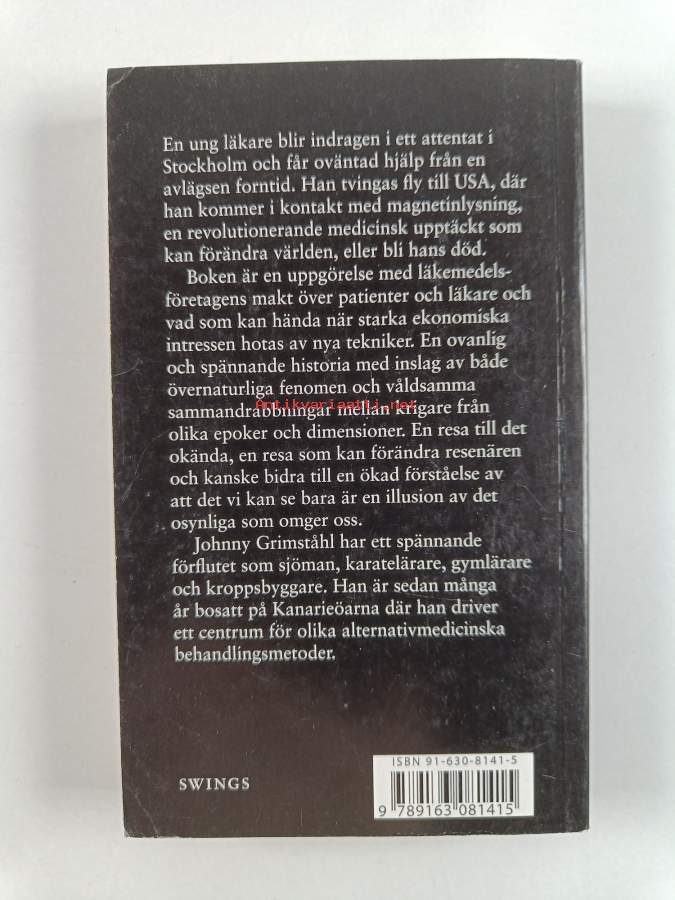 En ung läkare blir indragen i ett attentat i
Stockholm och får oväntad hjälp från en
avlägsen forntid. Han tvingas fly till USA, där
han kommer i kontakt med magnetinlysning,
en revolutionerande medicinsk upptäckt som
kan förändra världen, eller bli hans död.
Boken är en uppgörelse med läkemedels-
företagens makt över patienter och läkare och
vad som kan hända när starka ekonomiska
intressen hotas av nya tekniker. En ovanlig
och spännande historia med inslag av både
övernaturliga fenomen och våldsamma
sammandrabbningar mellan krigare från
Antikvariaatti.net
olika epoker och dimensioner. En resa till det
okända, en resa som kan förändra resenären
och kanske bidra till en ökad förståelse av
att det vi kan se bara är en illusion av det
osynliga som omger oss.
Johnny Grimståhl har ett spännande
förflutet som sjöman, karatelärare, gymlärare
och kroppsbyggare. Han är sedan många
år bosatt på Kanarieöarna där han driver
ett centrum för olika alternativmedicinska
behandlingsmetoder.
ISBN 91-630-8141-5
SWINGS
9 789163 081415